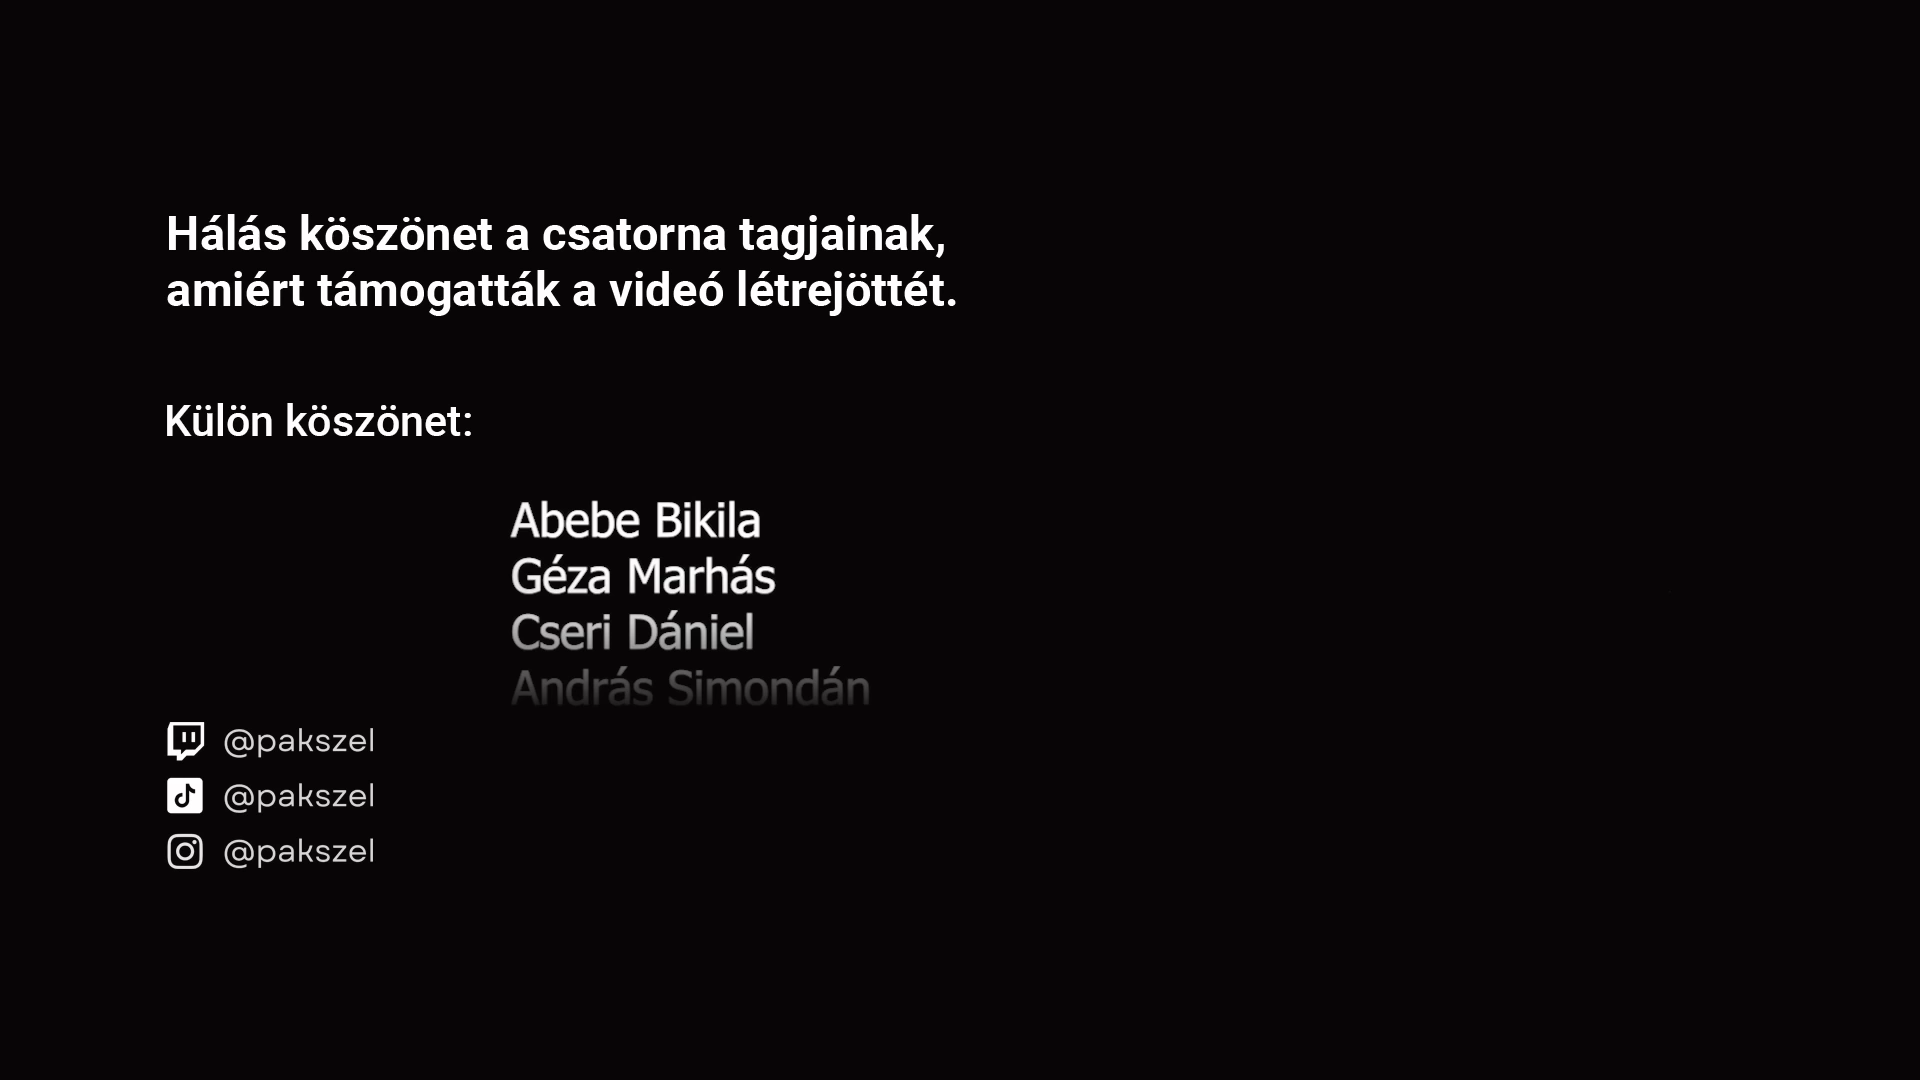 Hálás köszönet a csatorna tagjainak,
amiért támogatták a videó létrejöttét.
Külön köszönet:
Abebe Bikila
Géza Marhás
Cseri Dániel
András Simondán
@pakszel
@pakszel
@pakszel